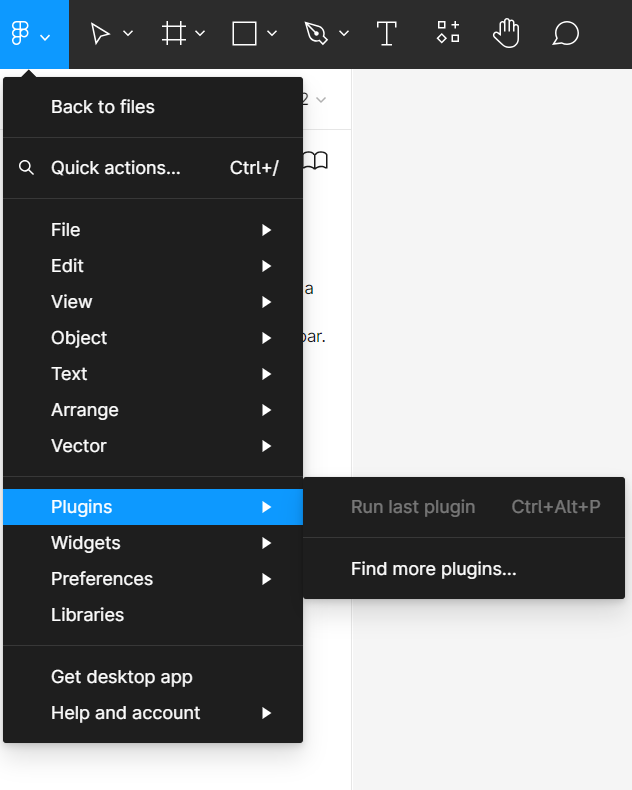 Back to files
2
Quick actions... Ctrl+/
File
Edit
View
a
Object
bar.
Text
Arrange
Vector
Plugins
Run last plugin Ctrl+Alt+P
Widgets
Find more plugins...
Preferences
Libraries
Get desktop app
Help and account